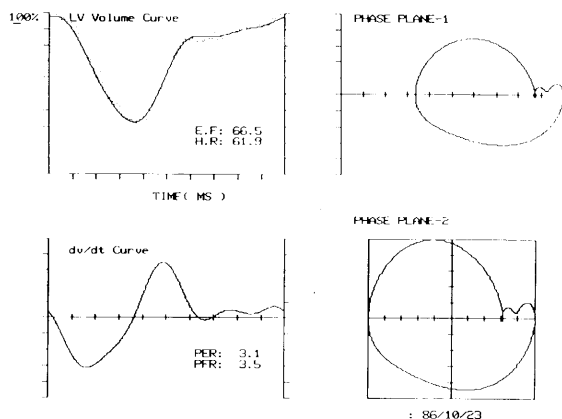 100%
LV Volume Curve
E.F: 66.5
H.R: 61.9
TIME( MS )
PHASE PLANE-1
dv/dt Curve
PER: 3.1
PFR: 3.5
PHASE PLANE-2
: 86/10/23